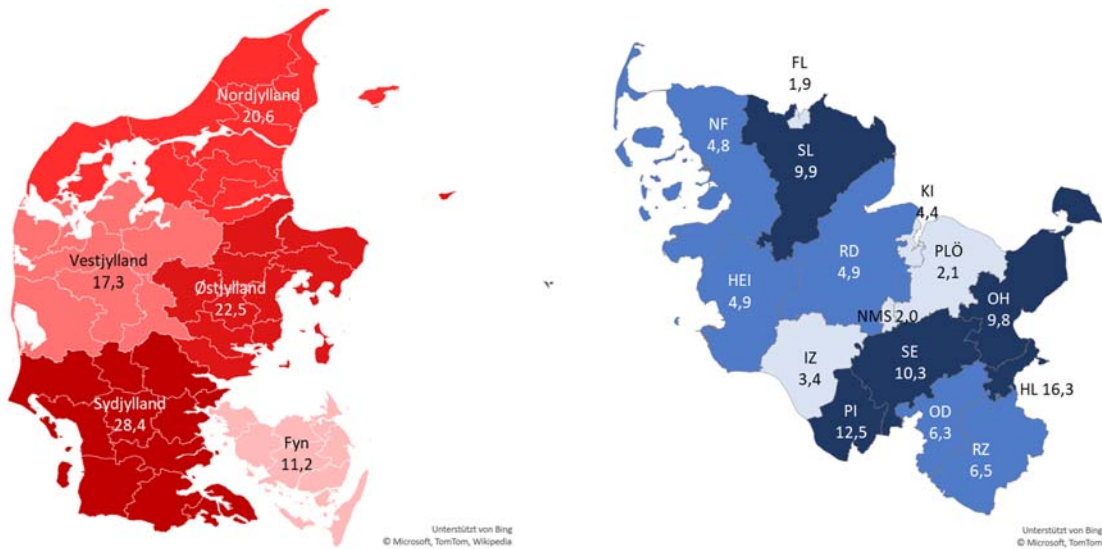 Nordjylland
20,6
Vestjylland
17,3
Østjylland
22,5
Sydjylland
28,4
Fyn
11,2
Unterstützt von Bing
© Microsoft, TomTom, Wikipedia
FL
1,9
NF
4,8
SL
9,9
KI
4,4
PLÖ
2,1
RD
4,9
HEI
4,9
OH
9,8
NMS 2,0
IZ
3,4
SE
10,3
HL 16,3
PI
12,5
OD
6,3
RZ
6,5
Unterstützt von Bing
© Microsoft, TomTom